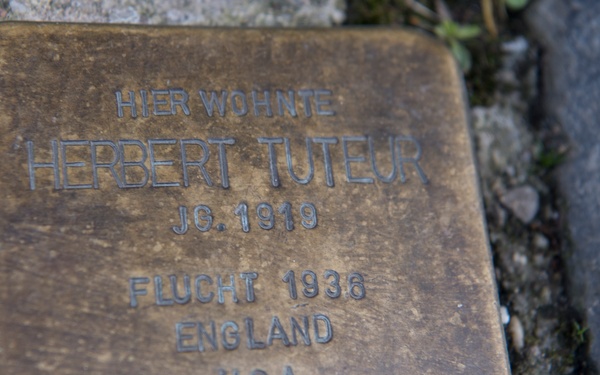 HIER WOHNTE
HERBERT TUTEUR
JG. 1919
FLUCHT 1936
ENGLAND